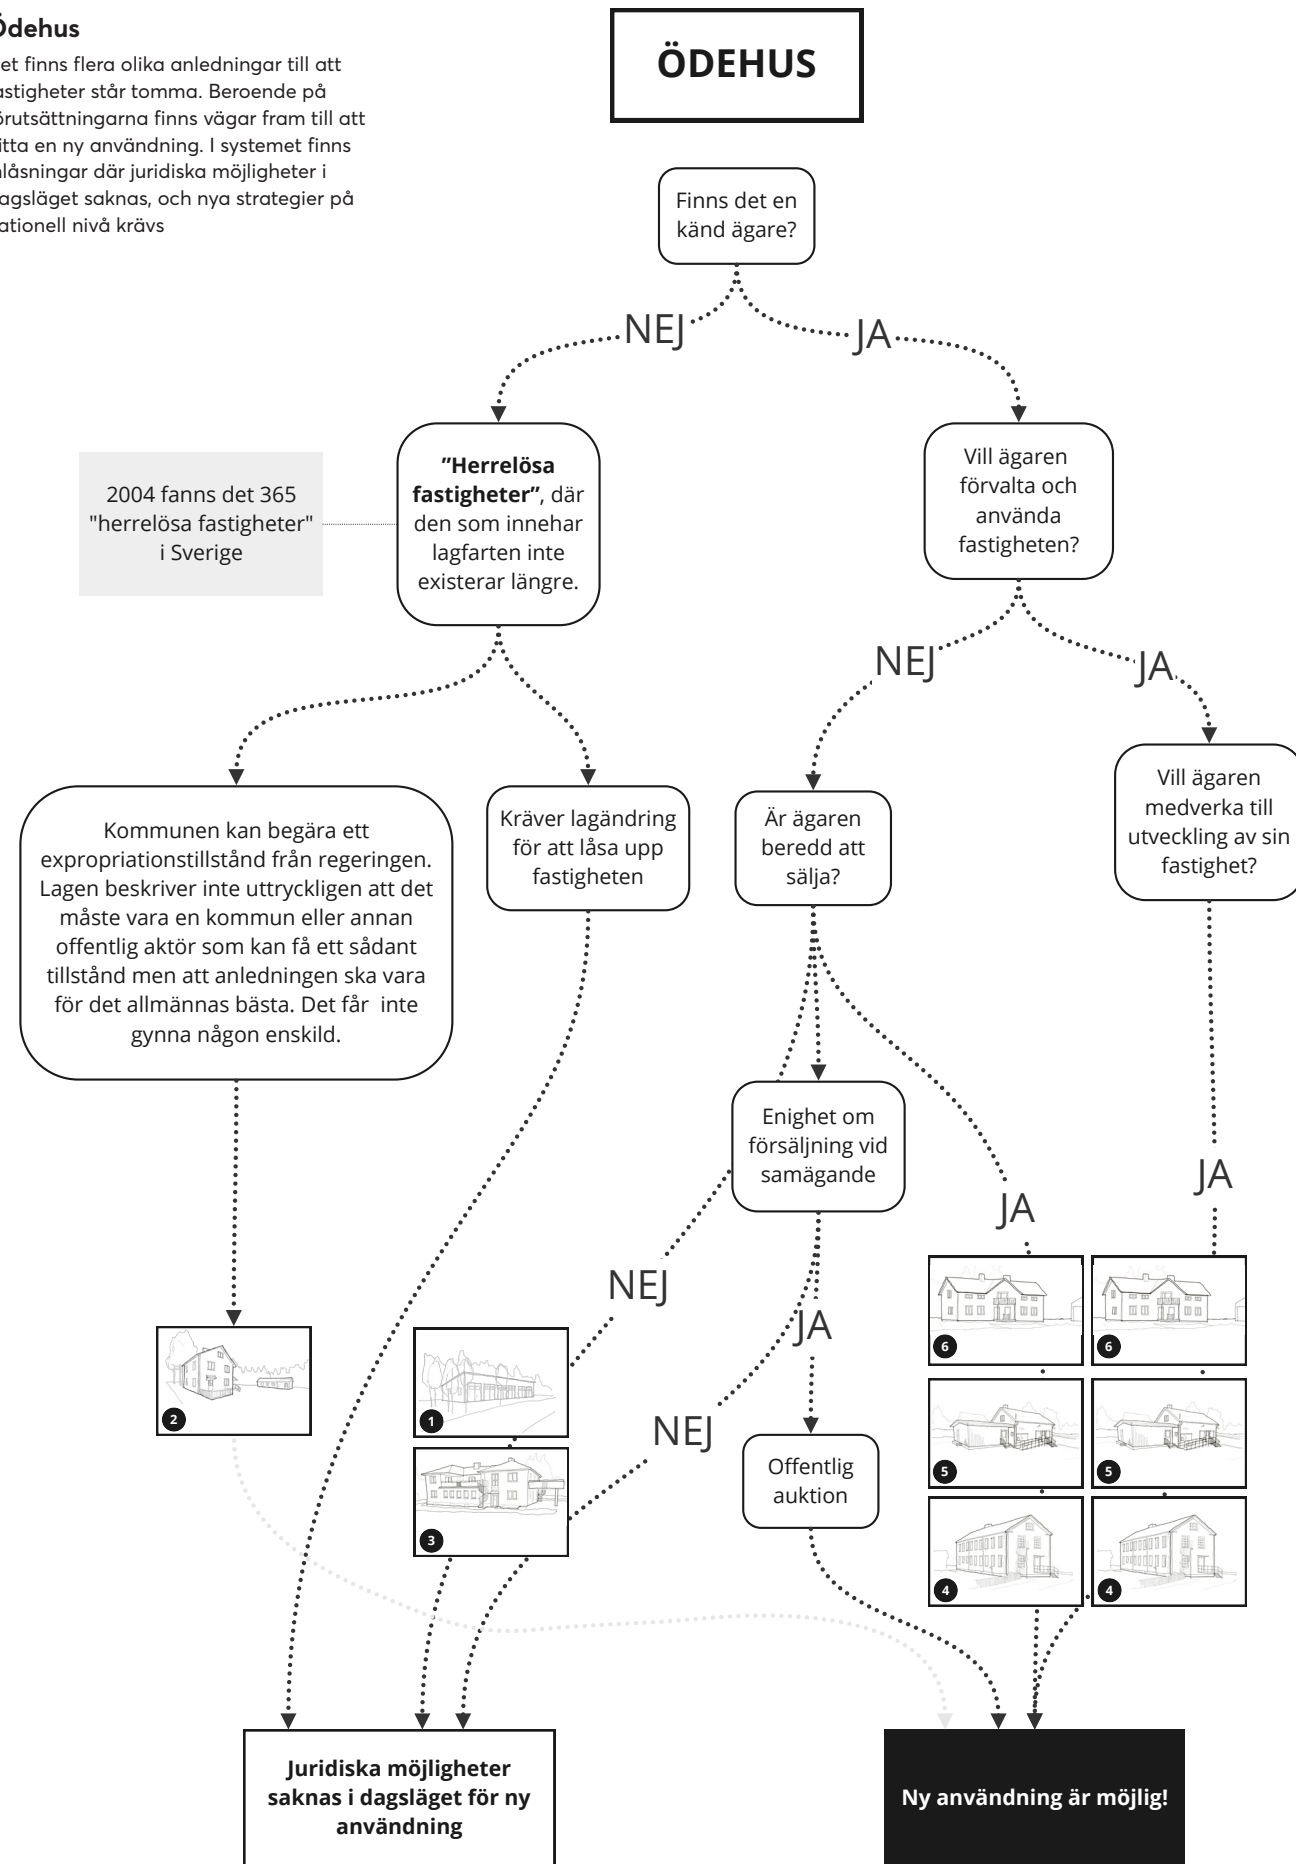 Ödehus
et finns flera olika anledningar till att
astigheter står tomma. Beroende på
örutsättningarna finns vägar fram till att
itta en ny användning. I systemet finns
nlåsningar där juridiska möjligheter i
agsläget saknas, och nya strategier på
ationell nivå krävs
ÖDEHUS
Finns det en
känd ägare?
NEJ
JA
2004 fanns det 365
"herrelösa fastigheter"
i Sverige
”Herrelösa
fastigheter”, där
den som innehar
lagfarten inte
existerar längre.
Vill ägaren
förvalta och
använda
fastigheten?
NEJ
JA
Kommunen kan begära ett
expropriationstillstånd från regeringen.
Lagen beskriver inte uttryckligen att det
måste vara en kommun eller annan
offentlig aktör som kan få ett sådant
tillstånd men att anledningen ska vara
för det allmännas bästa. Det får inte
gynna någon enskild.
Kräver lagändring
för att låsa upp
fastigheten
Är ägaren
beredd att
sälja?
Vill ägaren
medverka till
utveckling av sin
fastighet?
Enighet om
försäljning vid
samägande
JA
JA
NEJ
JA
NEJ
Offentlig
auktion
2
1
3
6
6
5
5
4
4
Juridiska möjligheter
saknas i dagsläget för ny
användning
Ny användning är möjlig!